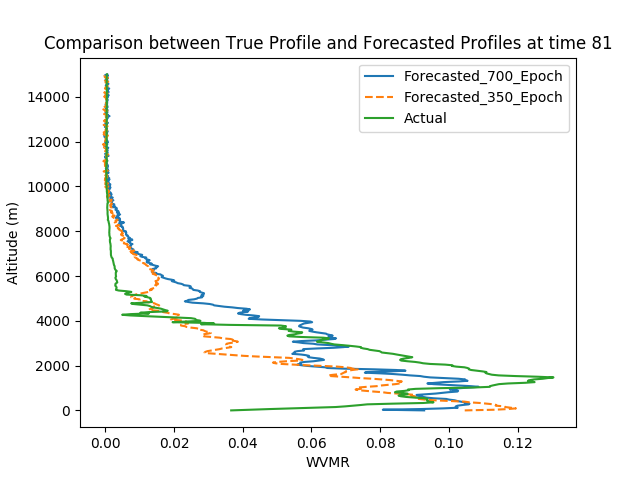 Comparison between True Profile and Forecasted Profiles at time 81
Forecasted_700_Epoch
Forecasted_350_Epoch
Actual
Altitude (m)
14000
12000
10000
8000
6000
4000
2000
0
0.00 0.02 0.04 0.06 0.08 0.10 0.12
WVMR